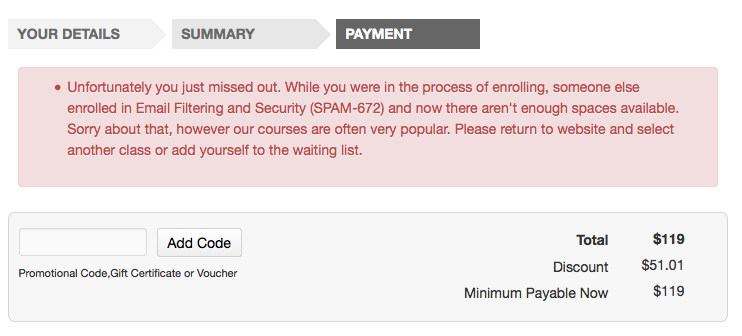 YOUR DETAILS SUMMARY PAYMENT
• Unfortunately you just missed out. While you were in the process of enrolling, someone else
enrolled in Email Filtering and Security (SPAM-672) and now there aren't enough spaces available.
Sorry about that, however our courses are often very popular. Please return to website and select
another class or add yourself to the waiting list.
Add Code
Promotional Code,Gift Certificate or Voucher
Total $119
Discount $51.01
Minimum Payable Now $119